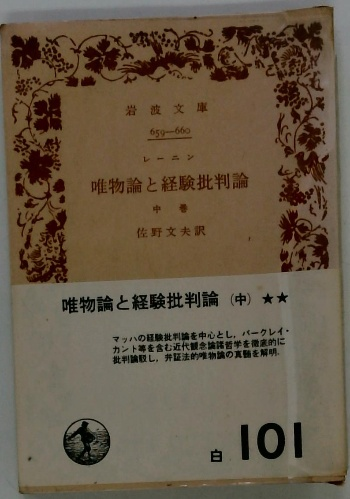 岩波文庫
659—660
レーニン
唯物論と経験批判論
中巻
佐野文夫訳
唯物論と経験批判論（中）★★
マッハの経験批判論を中心とし，バークレイ・
カント等を含む近代観念論諸哲学を徹底的に
批判論駁し，弁証法的唯物論の真髄を解明．
白 101